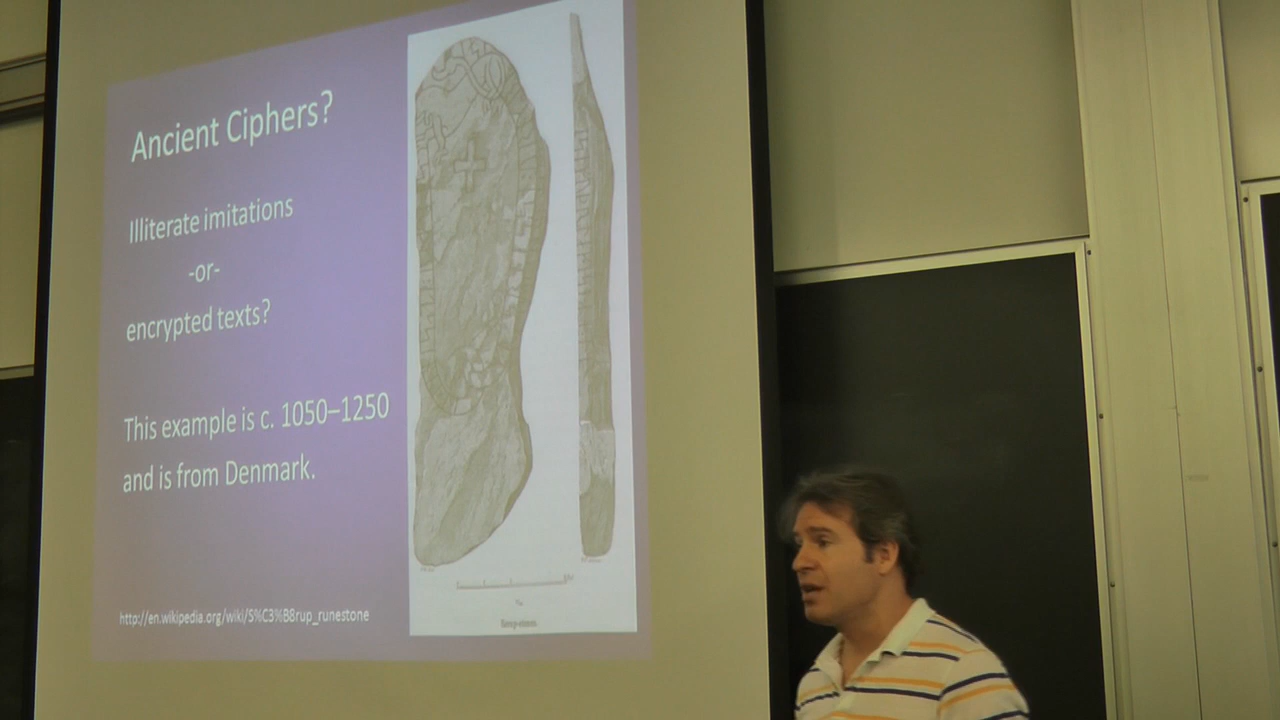 Ancient Ciphers?
Illiterate imitations
-or-
encrypted texts?
This example is c. 1050–1250
and is from Denmark.
http://en.wikipedia.org/wiki/S%C3%B8rup_runestone